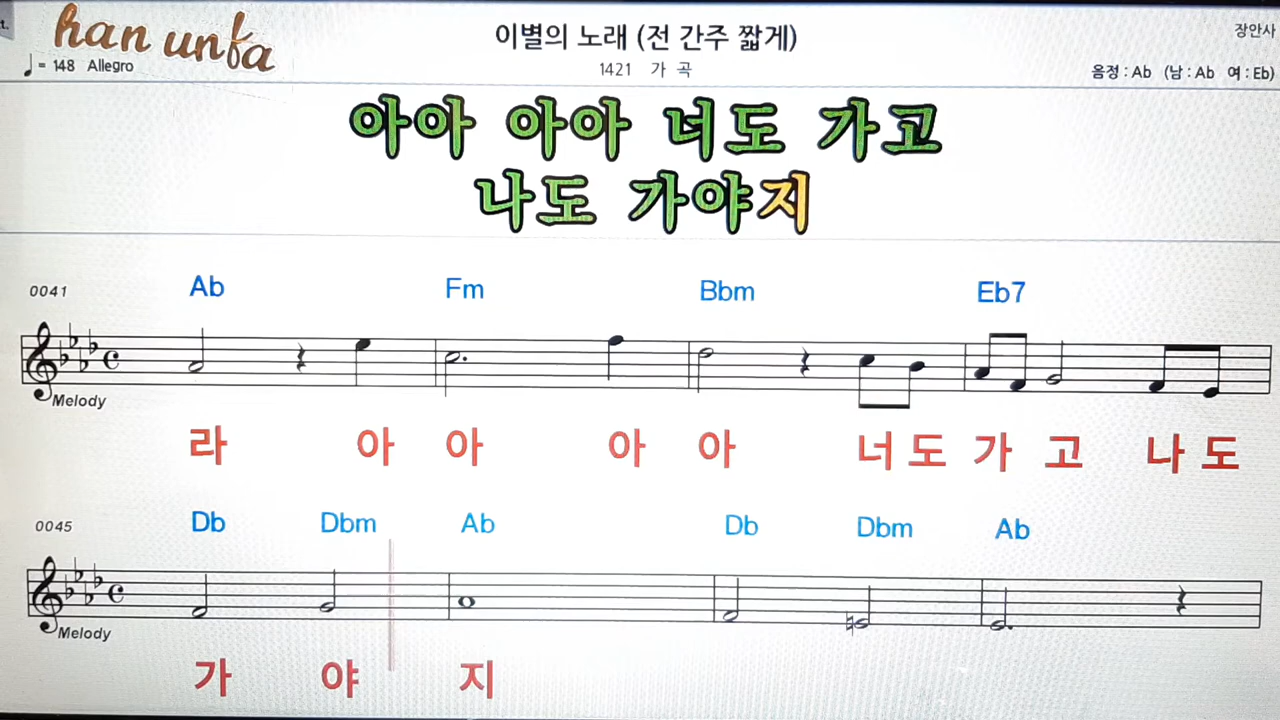 t.
han unfa
이별의 노래 (전 간주 짧게)
장안사
♩ = 148 Allegro
1421 가 곡
음정 : Ab (남 : Ab 여 : Eb)
아아 아아 너도 가고
나도 가야지
0041
Ab Fm Bbm Eb7
Melody
라 아 아 아 아 너 도 가 고 나 도
0045
Db Dbm Ab Db Dbm Ab
Melody
가 야 지